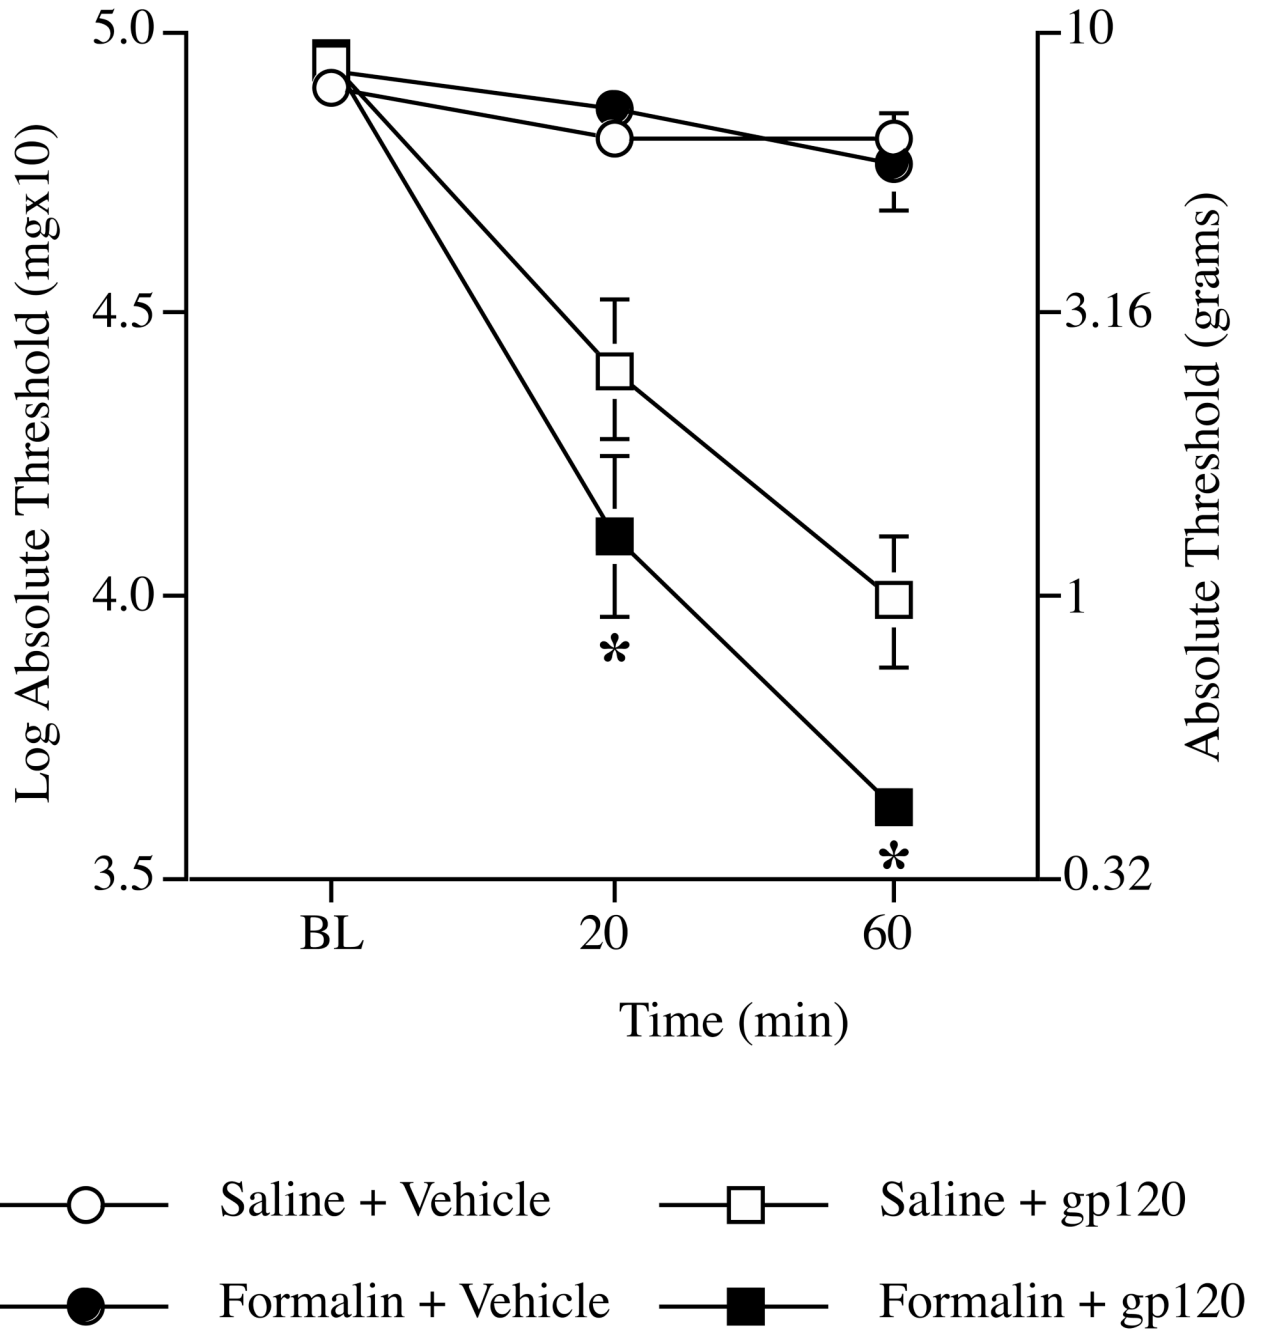 5.0
4.5
4.0
3.5
Log Absolute Threshold (mgx10)
10
3.16
1
0.32
Absolute Threshold (grams)
*
*
BL 20 60
Time (min)
Saline + Vehicle Saline + gp120
Formalin + Vehicle Formalin + gp120